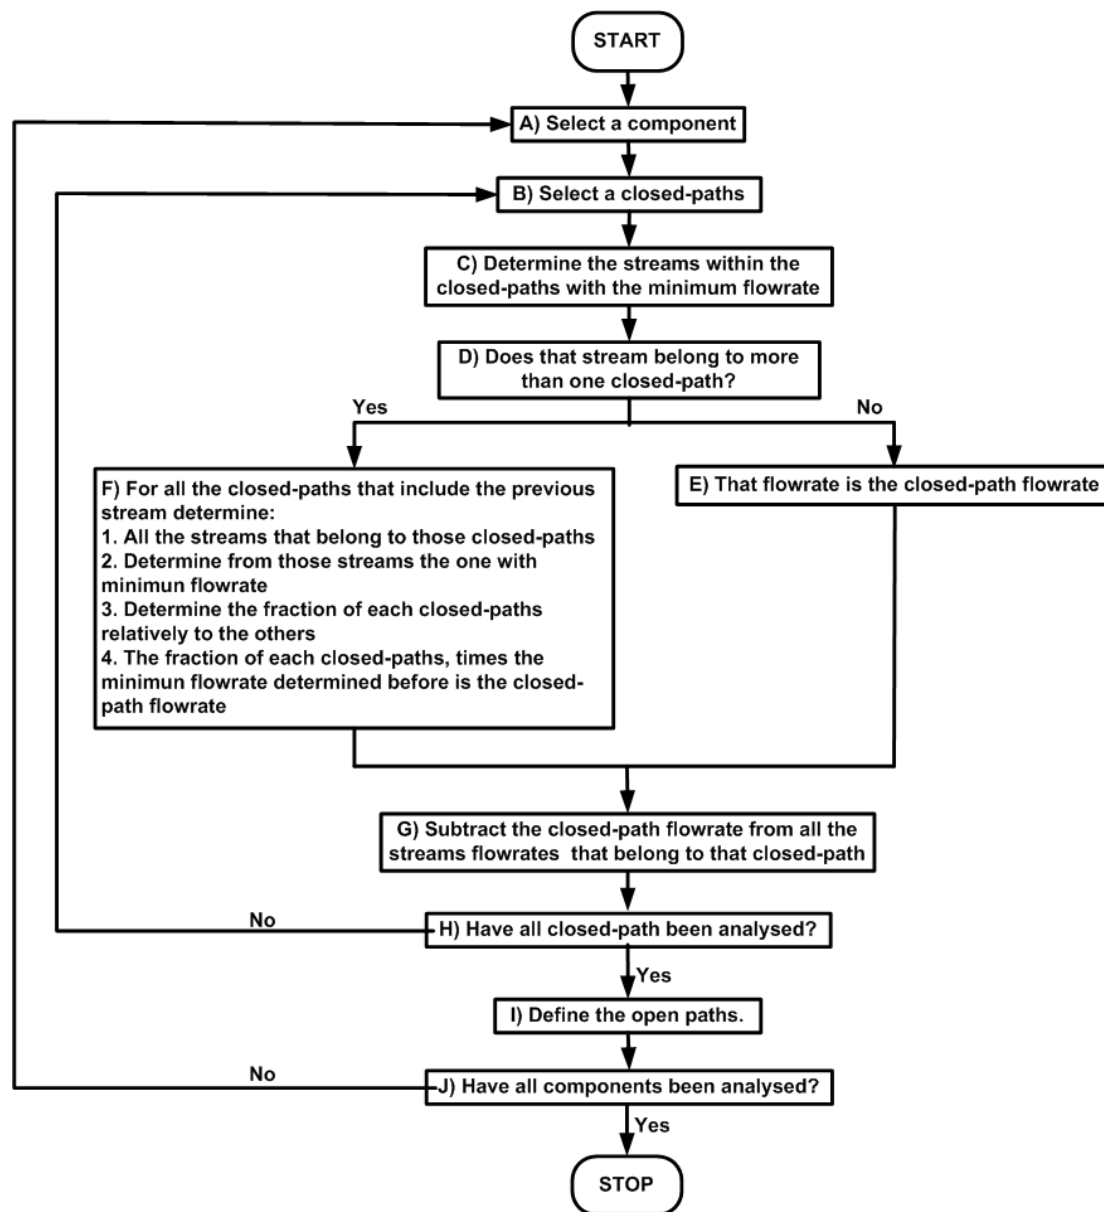 START
A) Select a component
B) Select a closed-paths
C) Determine the streams within the
closed-paths with the minimum flowrate
D) Does that stream belong to more
than one closed-path?
Yes
No
F) For all the closed-paths that include the previous
stream determine:
1. All the streams that belong to those closed-paths
2. Determine from those streams the one with
minimun flowrate
3. Determine the fraction of each closed-paths
relatively to the others
4. The fraction of each closed-paths, times the
minimun flowrate determined before is the closed-
path flowrate
E) That flowrate is the closed-path flowrate
G) Subtract the closed-path flowrate from all the
streams flowrates that belong to that closed-path
No
H) Have all closed-path been analysed?
Yes
I) Define the open paths.
No
J) Have all components been analysed?
Yes
STOP